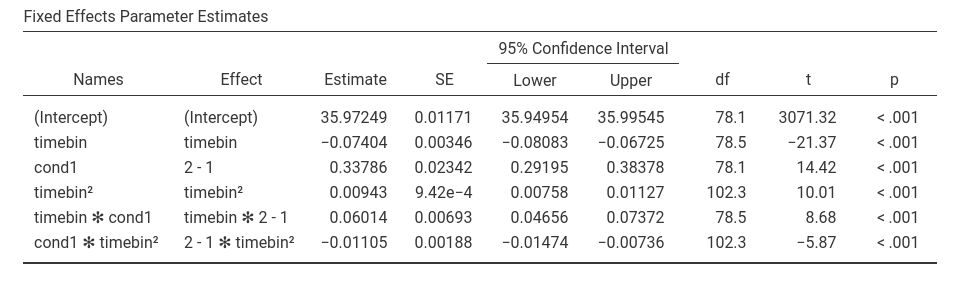 Fixed Effects Parameter Estimates
95% Confidence Interval
Names Effect Estimate SE Lower Upper df t p
(Intercept) (Intercept) 35.97249 0.01171 35.94954 35.99545 78.1 3071.32 < .001
timebin timebin −0.07404 0.00346 −0.08083 −0.06725 78.5 −21.37 < .001
cond1 2 - 1 0.33786 0.02342 0.29195 0.38378 78.1 14.42 < .001
timebin² timebin² 0.00943 9.42e−4 0.00758 0.01127 102.3 10.01 < .001
timebin ✻ cond1 timebin ✻ 2 - 1 0.06014 0.00693 0.04656 0.07372 78.5 8.68 < .001
cond1 ✻ timebin² 2 - 1 ✻ timebin² −0.01105 0.00188 −0.01474 −0.00736 102.3 −5.87 < .001